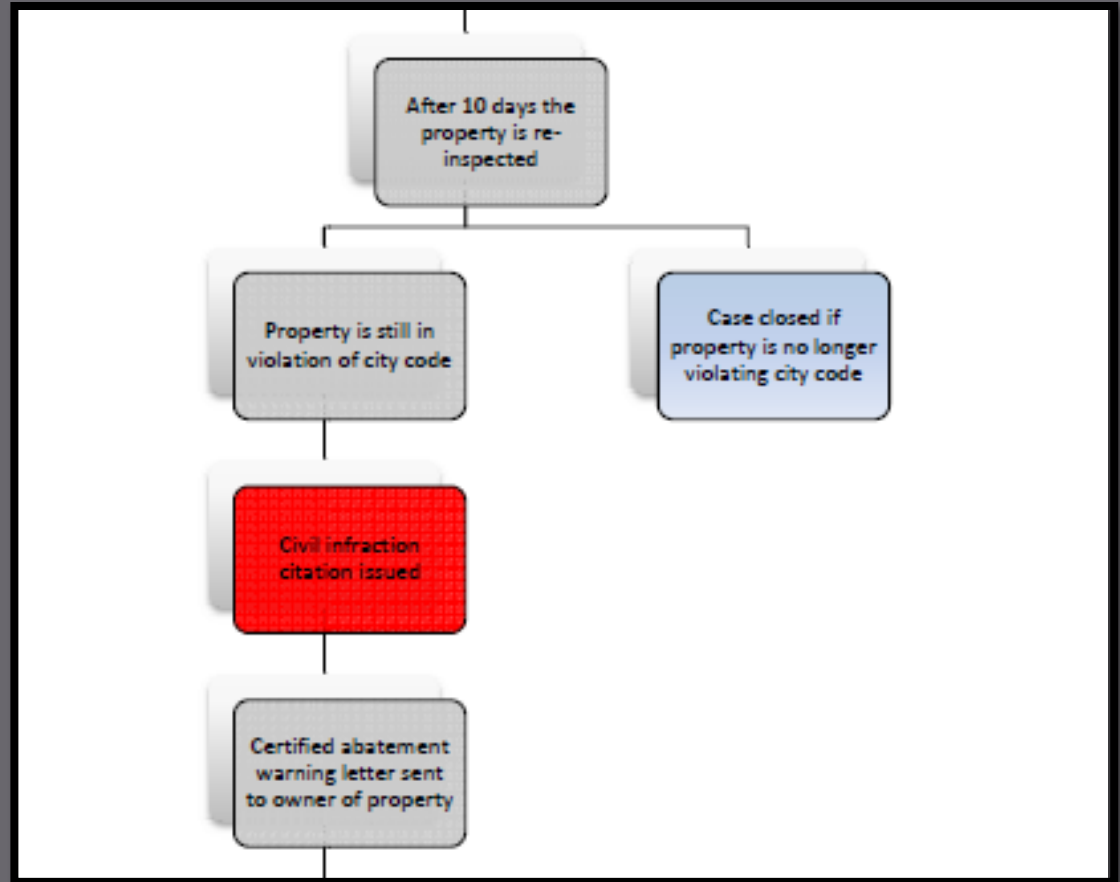 After 10 days the
property is re-
inspected
Property is still in
violation of city code
Case closed if
property is no longer
violating city code
Civil infraction
citation issued
Certified abatement
warning letter sent
to owner of property